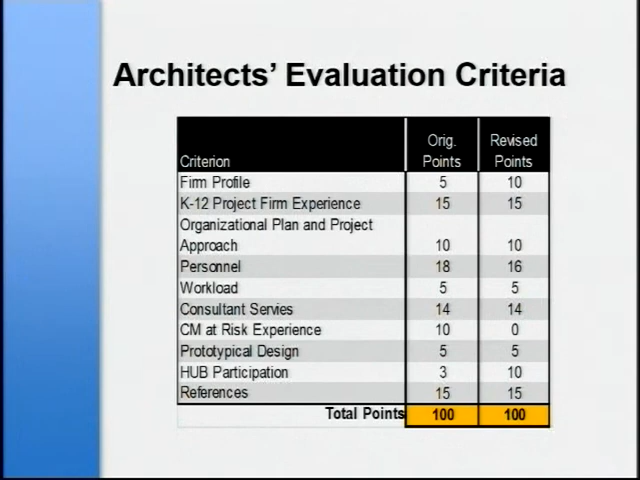 Architects' Evaluation Criteria
Orig. Revised
Criterion Points Points
Firm Profile 5 10
K-12 Project Firm Experience 15 15
Organizational Plan and Project
Approach 10 10
Personnel 18 16
Workload 5 5
Consultant Servies 14 14
CM at Risk Experience 10 0
Prototypical Design 5 5
HUB Participation 3 10
References 15 15
Total Points 100 100